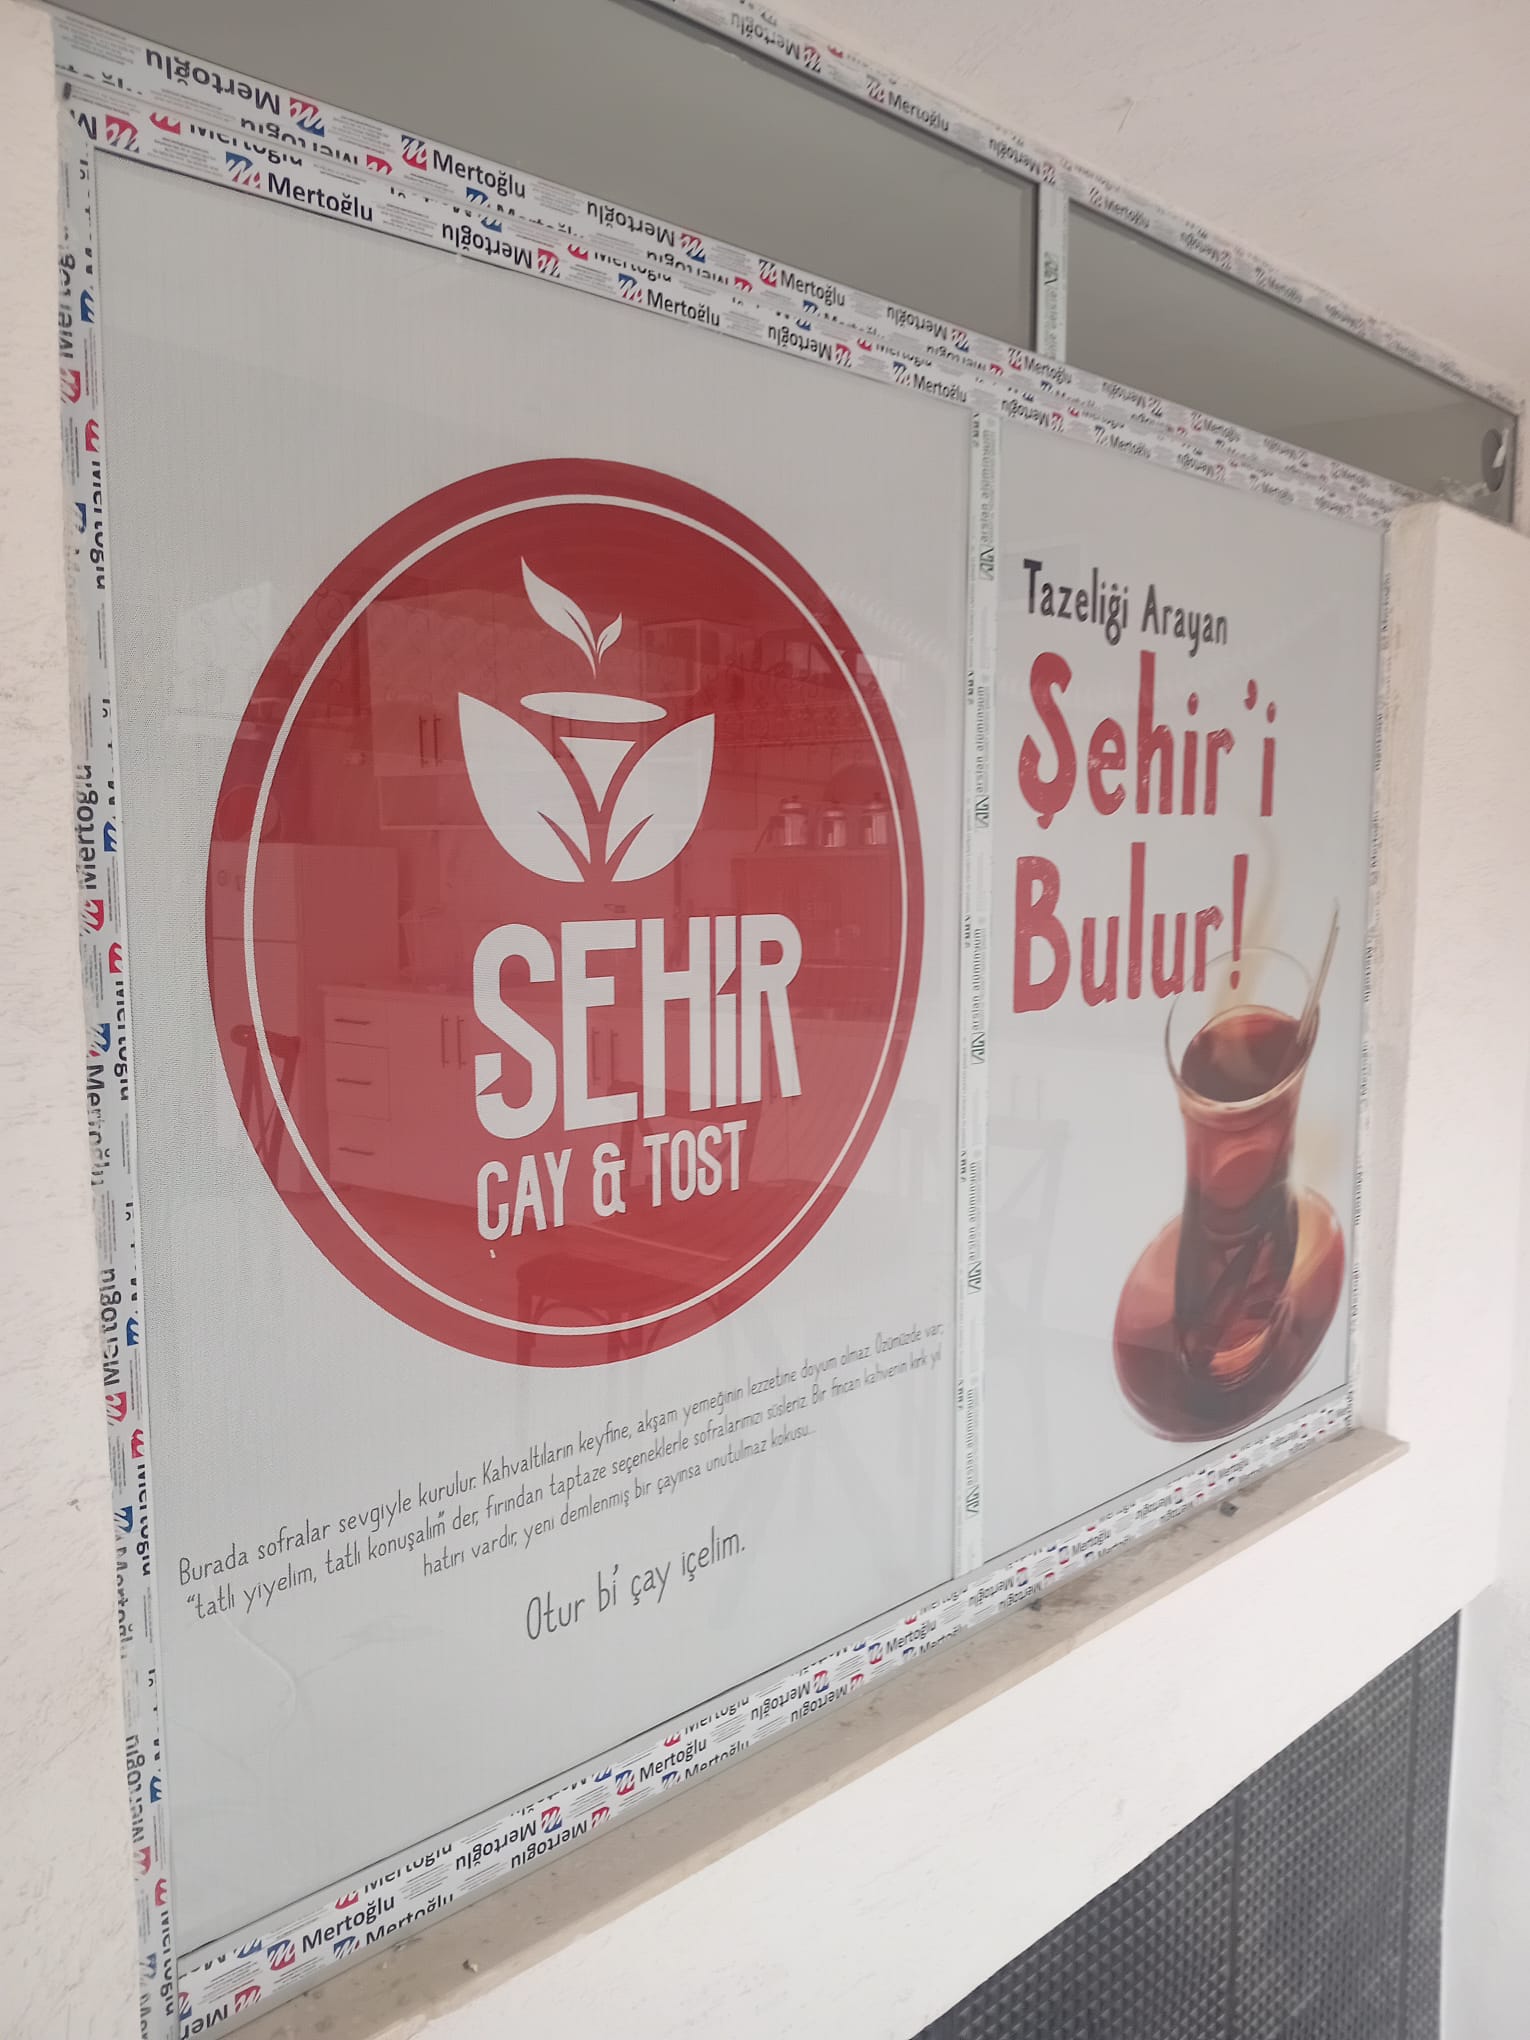 Mertoğlu
ŞEHİR
ÇAY & TOST
Burada sofralar sevgiyle kurulur. Kahvaltıların keyfine, akşam yemeğinin lezzetine doyum olmaz. Özümüzde var;
“tatlı yiyelim, tatlı konuşalım” der, fırından taptaze seçeneklerle sofralarımızı süsleriz. Bir fincan kahvenin kırk yıl
hatırı vardır, yeni demlenmiş bir çayınsa unutulmaz kokusu...
Otur bi’ çay içelim.
arslan alüminyum
Tazeliği Arayan
Şehir’i
Bulur!